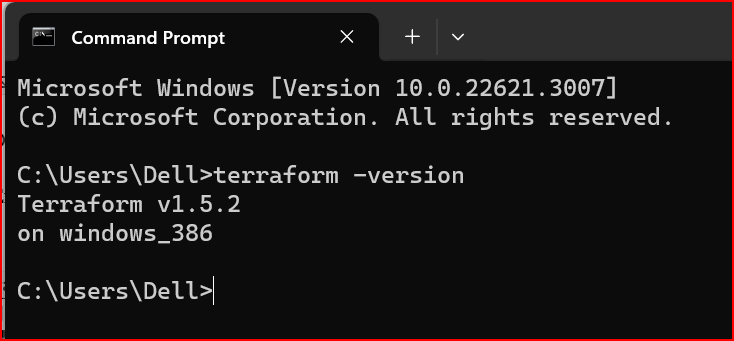 Command Prompt
Microsoft Windows [Version 10.0.22621.3007]
(c) Microsoft Corporation. All rights reserved.
C:\Users\Dell>terraform -version
Terraform v1.5.2
on windows_386
C:\Users\Dell>